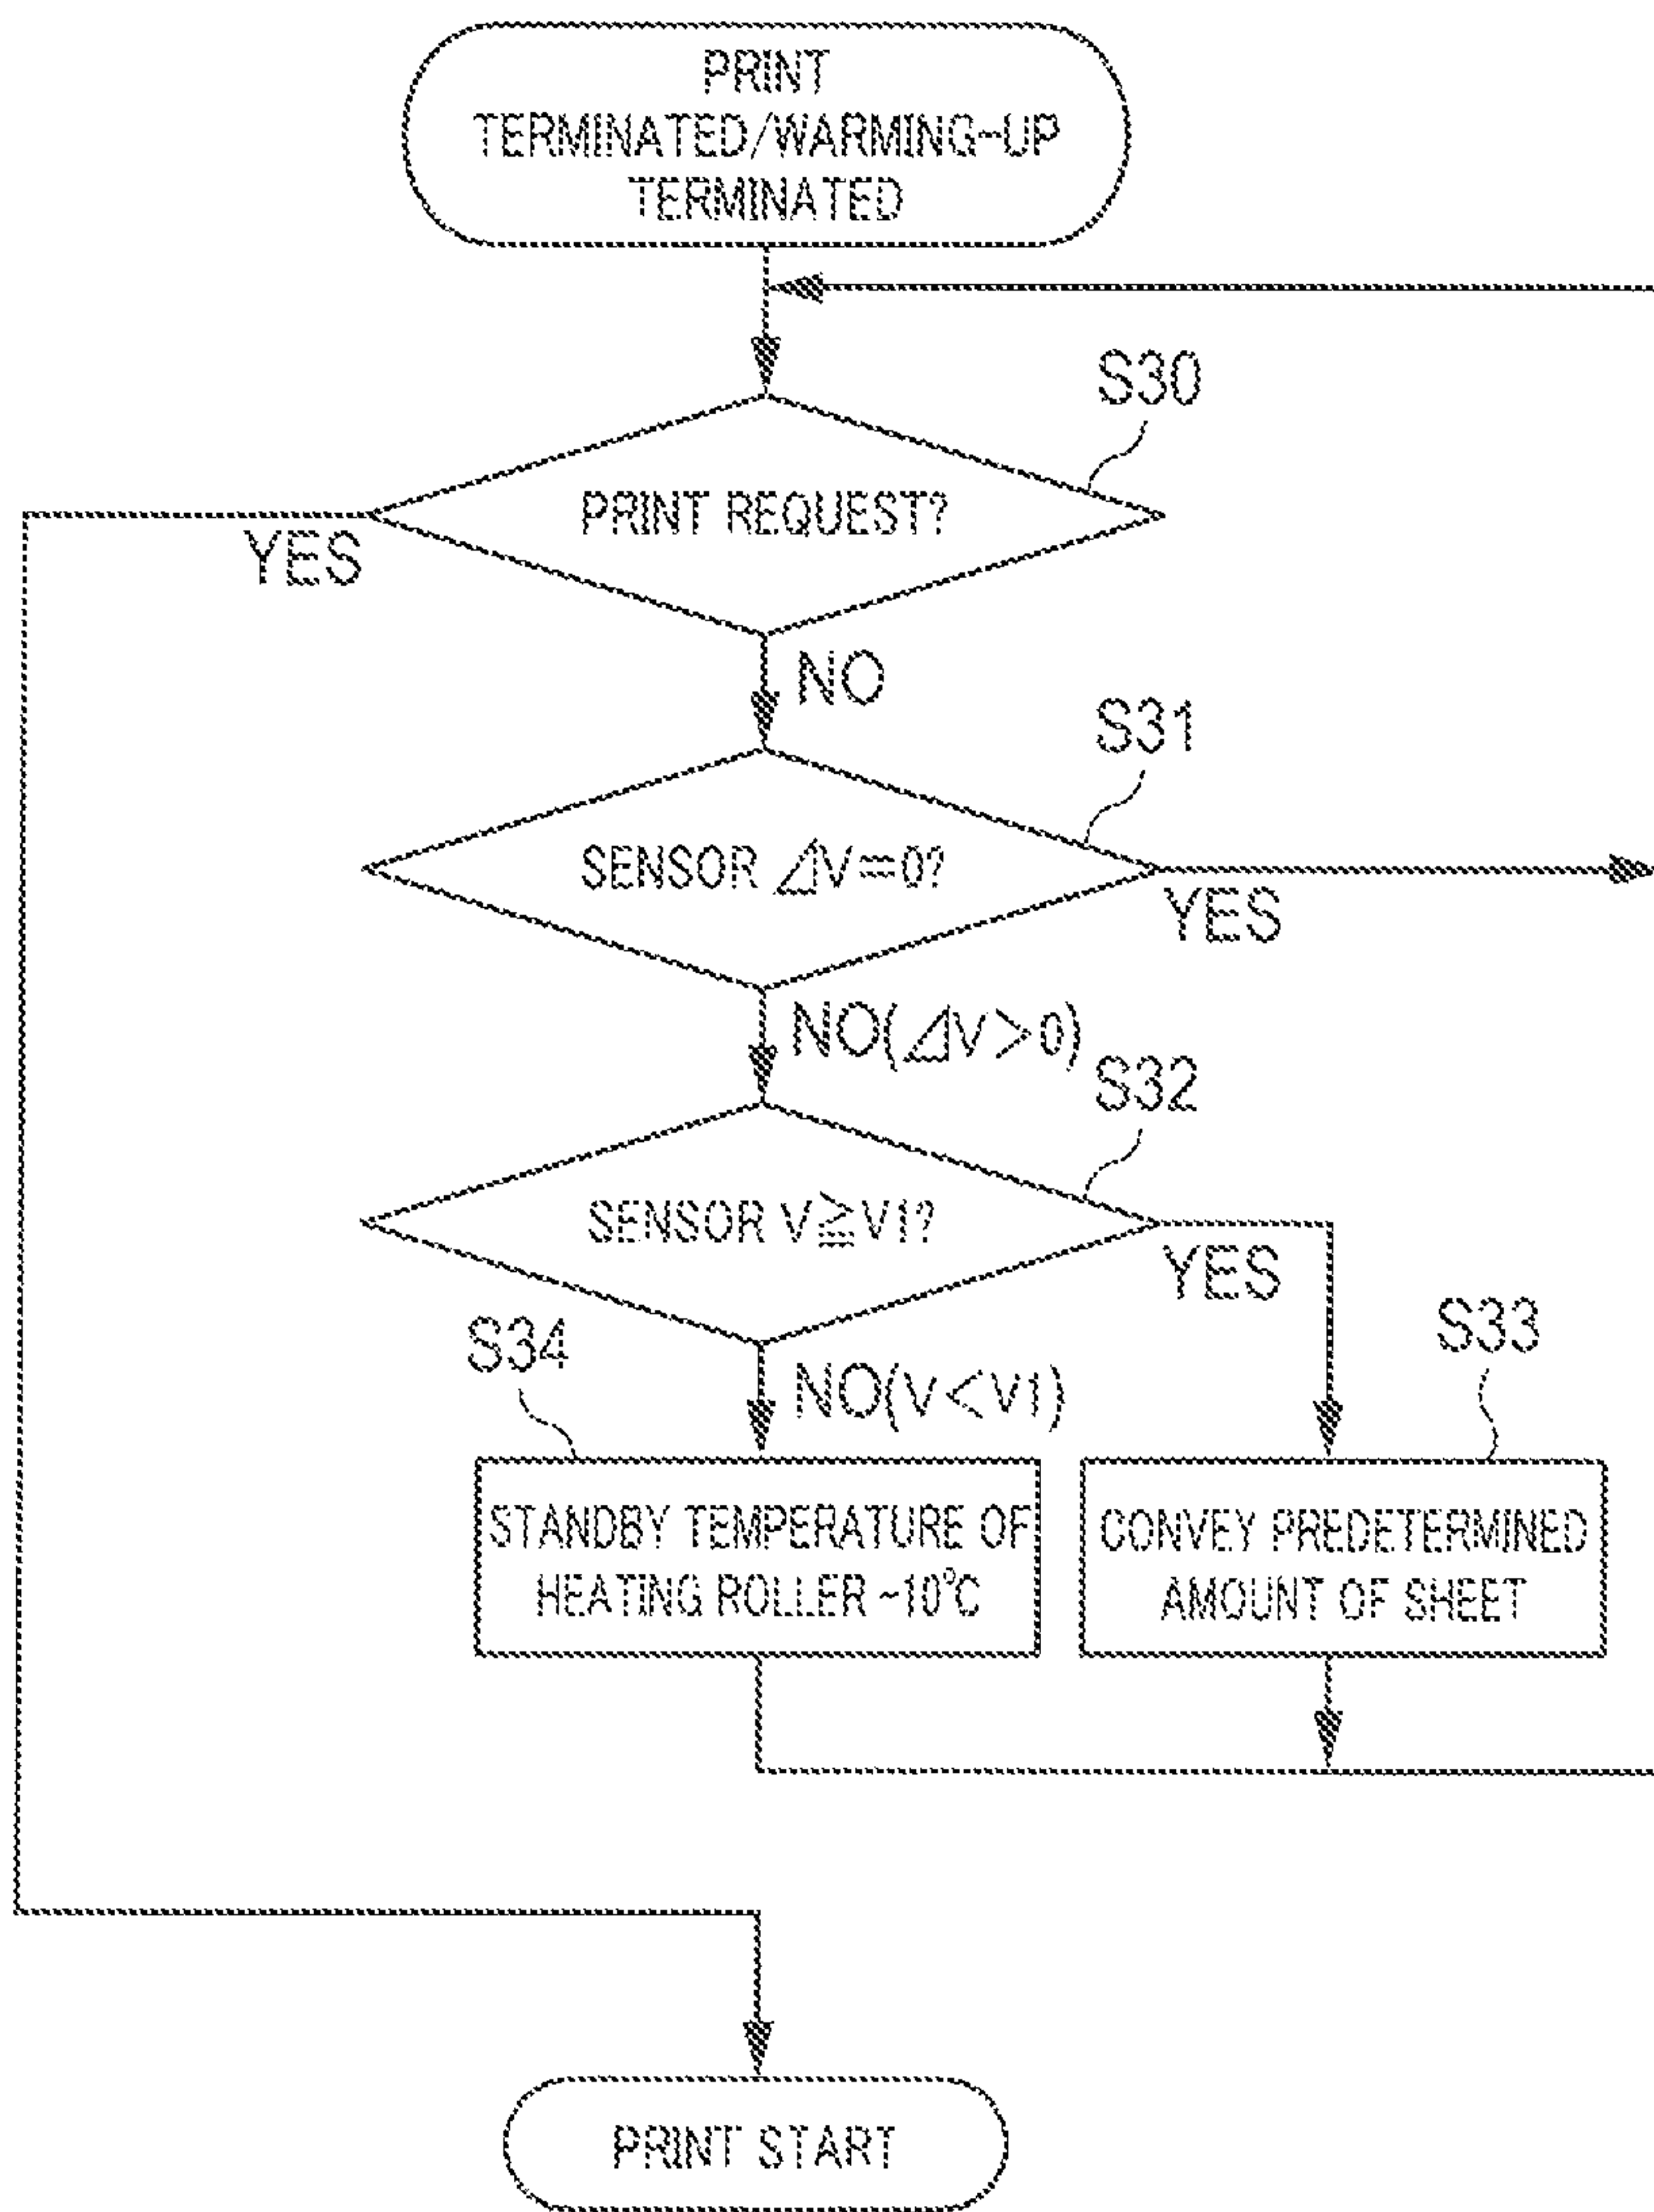 PRINT
TERMINATED/WARMING-UP
TERMINATED
S30
PRINT REQUEST?
YES
NO
S31
SENSOR ⊿V=0?
YES
NO(⊿V>0)
S32
SENSOR V≧V1?
YES
S34
NO(V<V1)
S33
STANDBY TEMPERATURE OF
HEATING ROLLER -10℃
CONVEY PREDETERMINED
AMOUNT OF SHEET
PRINT START